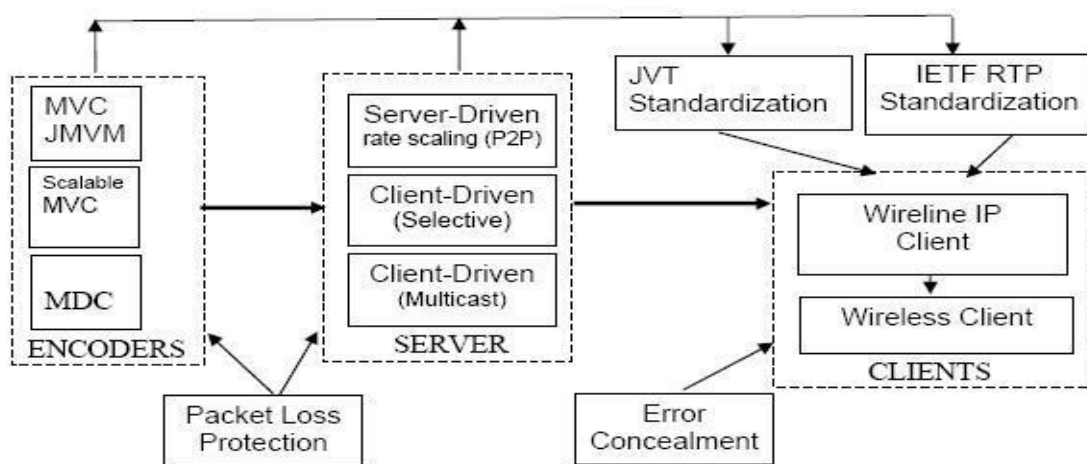 JVT
Standardization
IETF RTP
Standardization
MVC
JMVM
Scalable
MVC
MDC
ENCODERS
Server-Driven
rate scaling (P2P)
Client-Driven
(Selective)
Client-Driven
(Multicast)
SERVER
Wireline IP
Client
Wireless Client
CLIENTS
Packet Loss
Protection
Error
Concealment